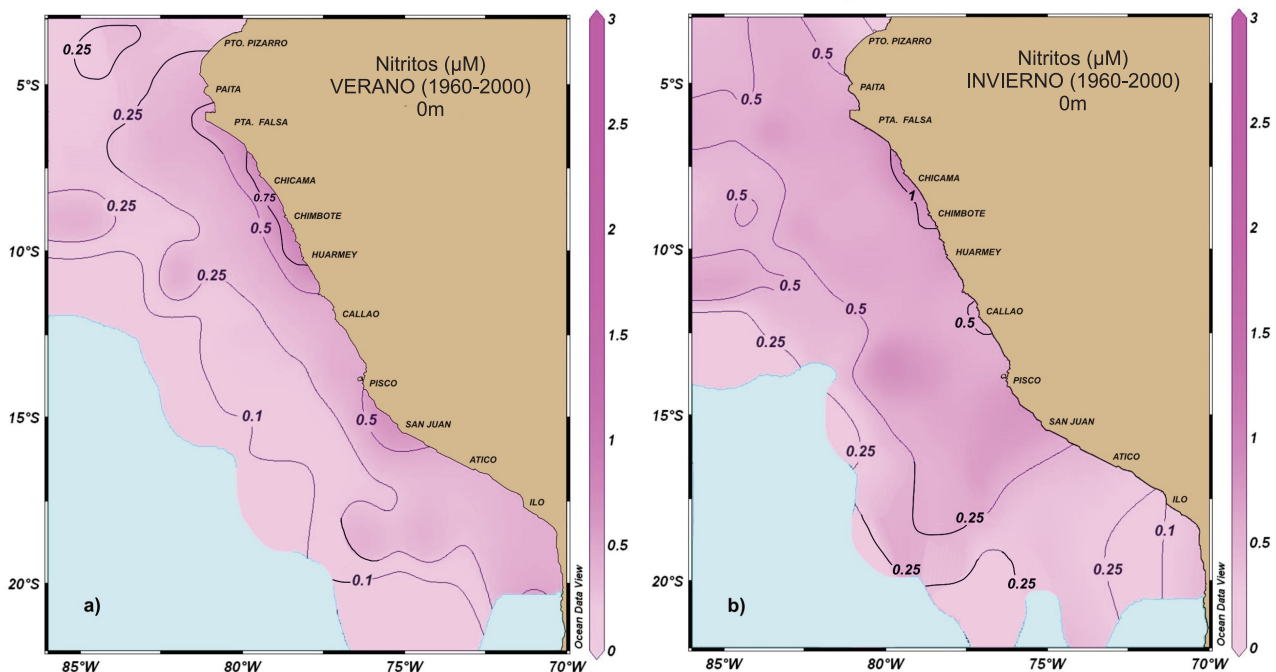 Nitritos (µM)
VERANO (1960-2000)
0m
PTO. PIZARRO
PAITA
PTA. FALSA
CHICAMA
CHIMBOTE
HUARMEY
CALLAO
PISCO
SAN JUAN
ATICO
ILO
0.25
0.25
0.25
0.75
0.5
0.25
0.5
0.1
0.1
5°S
10°S
15°S
20°S
85°W
80°W
75°W
70°W
a)
Ocean Data View
3
2.5
2
1.5
1
0.5
0
Nitritos (µM)
INVIERNO (1960-2000)
0m
PTO. PIZARRO
PAITA
PTA. FALSA
CHICAMA
CHIMBOTE
HUARMEY
CALLAO
PISCO
SAN JUAN
ATICO
ILO
0.5
0.5
0.5
1
0.5
0.5
0.5
0.25
0.25
0.25
0.1
0.25
0.25
0.25
5°S
10°S
15°S
20°S
85°W
80°W
75°W
70°W
b)
Ocean Data View
3
2.5
2
1.5
1
0.5
0